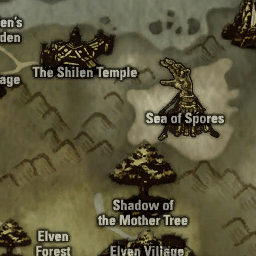 en's
den
The Shilen Temple
age
Sea of Spores
Shadow of
the Mother Tree
Elven
Forest
Elven Village